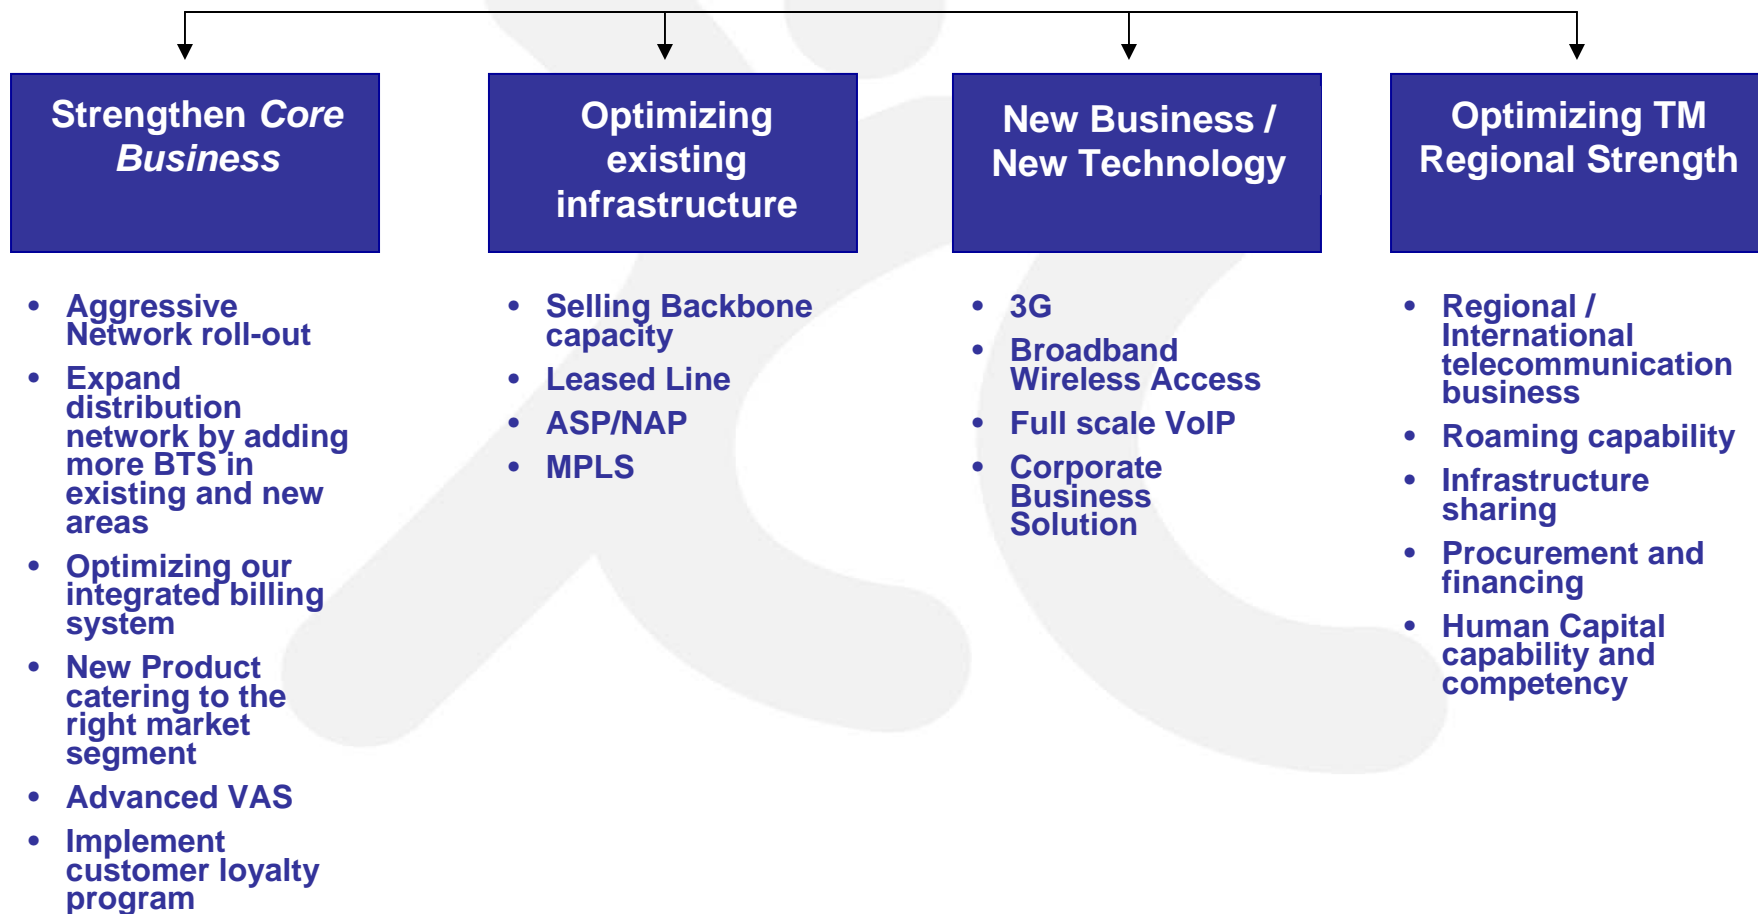 Strengthen Core
Business
Optimizing
existing
infrastructure
New Business /
New Technology
Optimizing TM
Regional Strength
• Aggressive
Network roll-out
• Expand
distribution
network by adding
more BTS in
existing and new
areas
• Optimizing our
integrated billing
system
• New Product
catering to the
right market
segment
• Advanced VAS
• Implement
customer loyalty
program
• Selling Backbone
capacity
• Leased Line
• ASP/NAP
• MPLS
• 3G
• Broadband
Wireless Access
• Full scale VoIP
• Corporate
Business
Solution
• Regional /
International
telecommunication
business
• Roaming capability
• Infrastructure
sharing
• Procurement and
financing
• Human Capital
capability and
competency